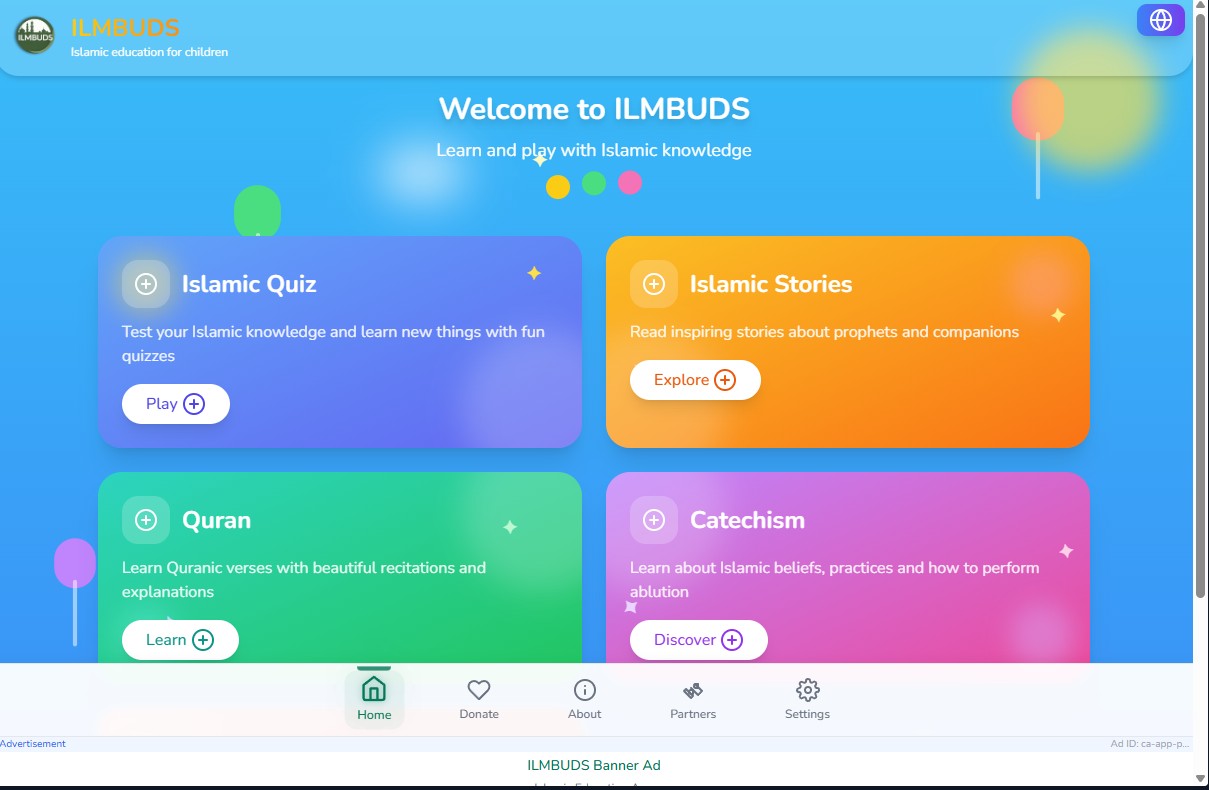 ILMBUDS
ILMBUDS
Islamic education for children
Welcome to ILMBUDS
Learn and play with Islamic knowledge
Islamic Quiz
Test your Islamic knowledge and learn new things with fun
quizzes
Play
Islamic Stories
Read inspiring stories about prophets and companions
Explore
Quran
Learn Quranic verses with beautiful recitations and
explanations
Learn
Catechism
Learn about Islamic beliefs, practices and how to perform
ablution
Discover
Home
Donate
About
Partners
Settings
Advertisement
Ad ID: ca-app-p...
ILMBUDS Banner Ad